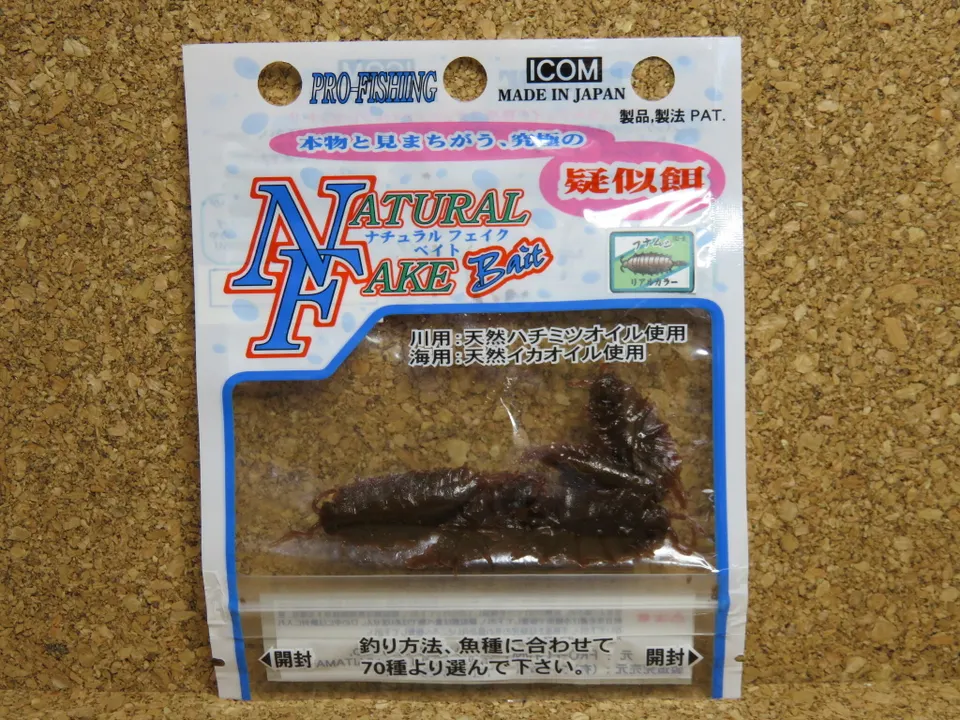 PRO-FISHING
ICOM
MADE IN JAPAN
製品,製法 PAT.
本物と見まちがう、究極の
疑似餌
NATURAL
ナチュラル フェイク
ベイト
FAKE Bait
フナムシ
リアルカラー
川用:天然ハチミツオイル使用
海用:天然イカオイル使用
釣り方法、魚種に合わせて
◀開封 70種より選んで下さい。 開封▶